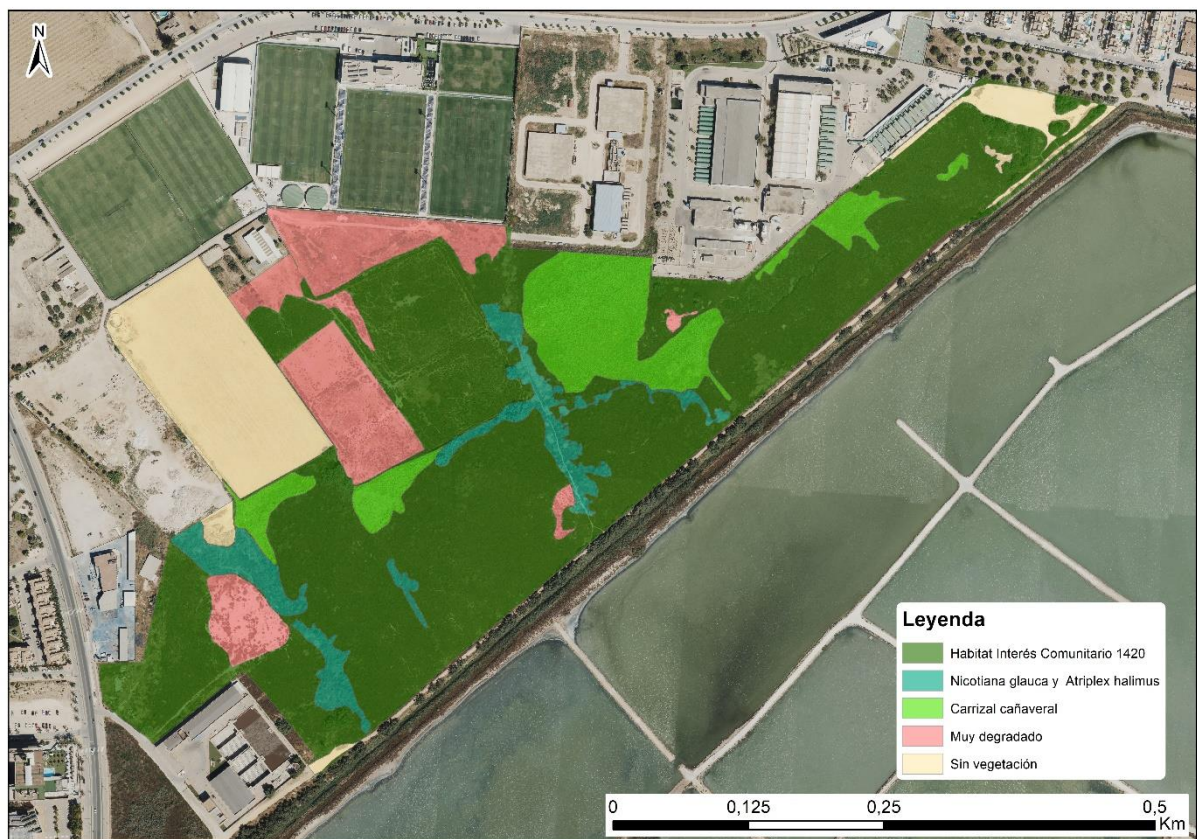 N
Leyenda
Habitat Interés Comunitario 1420
Nicotiana glauca y Atriplex halimus
Carrizal cañaveral
Muy degradado
Sin vegetación
0 0,125 0,25 0,5
Km